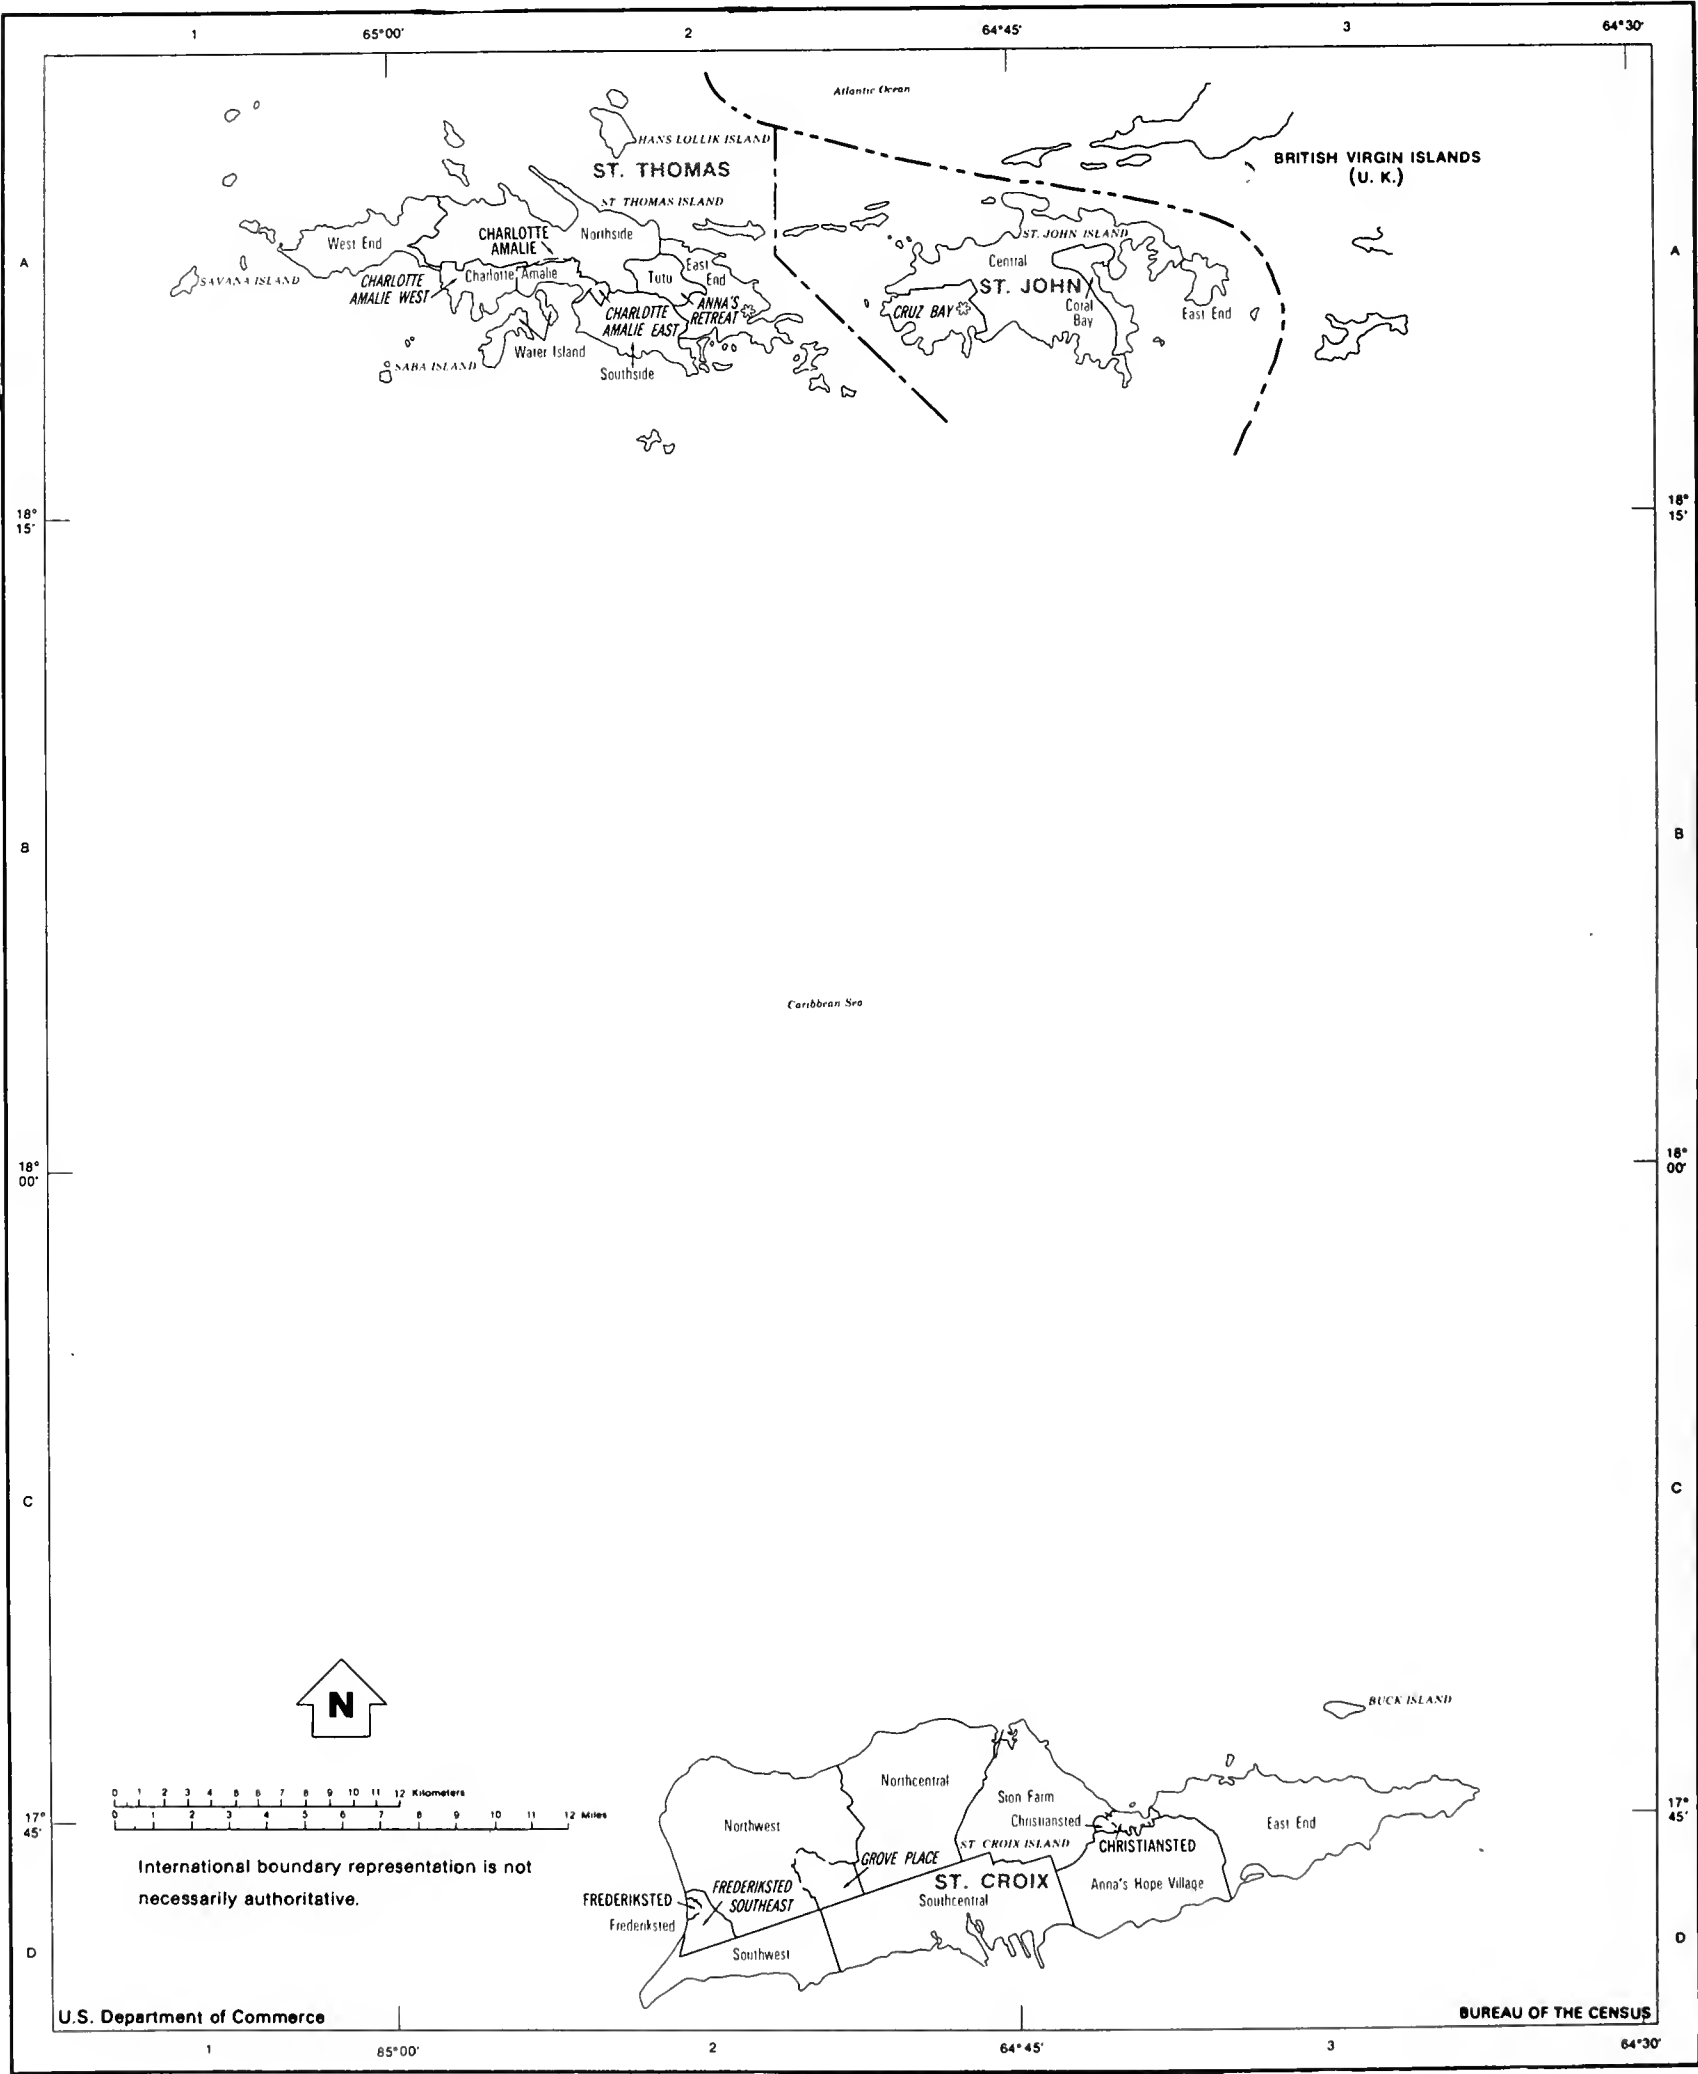 1 65°00' 2 64°45' 3 64°30'
Atlantic Ocean
HANS LOLLIK ISLAND
BRITISH VIRGIN ISLANDS
(U. K.)
ST. THOMAS
ST THOMAS ISLAND
West End
CHARLOTTE
AMALIE
Northside
ST. JOHN ISLAND
A
A
SAVANA ISLAND
CHARLOTTE
AMALIE WEST
Charlotte Amalie
Tutu
East
End
Central
ST. JOHN
ANNA'S
RETREAT
CHARLOTTE
AMALIE EAST
CRUZ BAY
Coral
Bay
East End
Water Island
SABA ISLAND
Southside
18°
15'
18°
15'
B
B
Caribbean Sea
18°
00'
18°
00'
C
C
N
BUCK ISLAND
0 1 2 3 4 5 6 7 8 9 10 11 12 Kilometers
0 1 2 3 4 5 6 7 8 9 10 11 12 Miles
17°
45'
17°
45'
Northcentral
Sion Farm
Northwest
Christiansted
East End
ST CROIX ISLAND
CHRISTIANSTED
International boundary representation is not
necessarily authoritative.
GROVE PLACE
ST. CROIX
Anna's Hope Village
FREDERIKSTED
SOUTHEAST
FREDERIKSTED
Southcentral
Frederiksted
Southwest
D
D
U.S. Department of Commerce
BUREAU OF THE CENSUS
1 85°00' 2 64°45' 3 64°30'